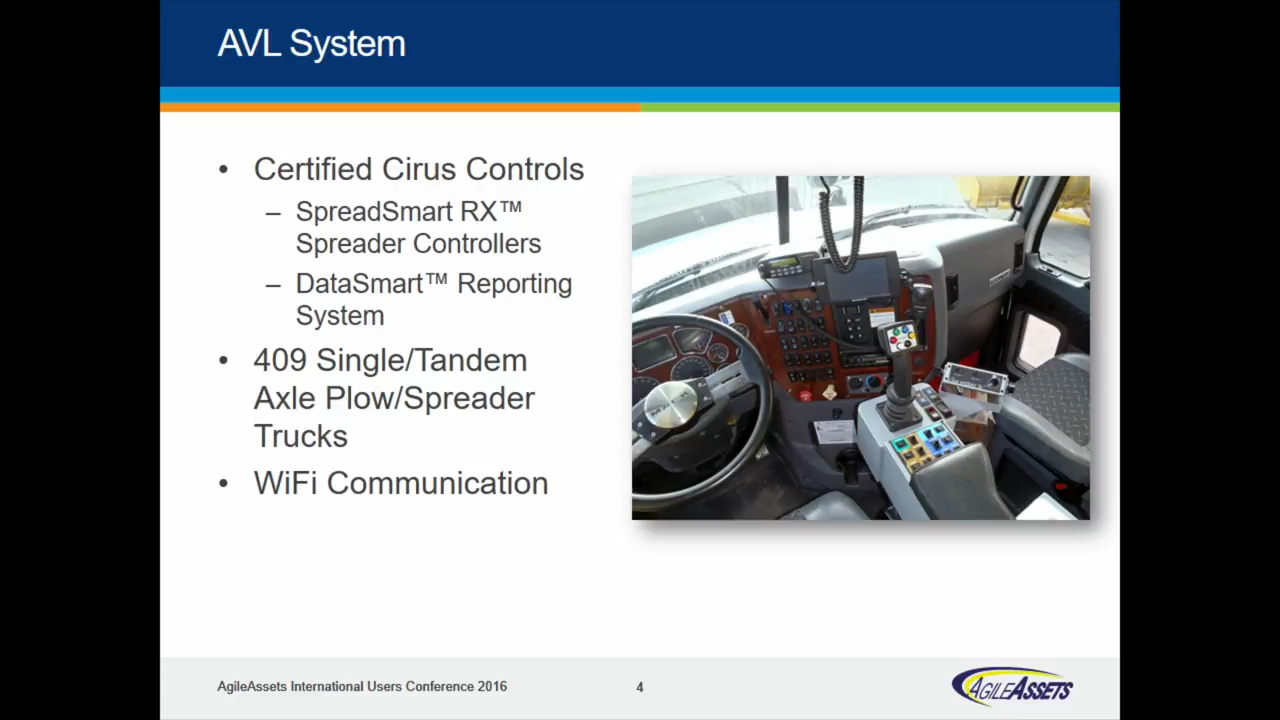 AVL System
• Certified Cirus Controls
– SpreadSmart RX™
Spreader Controllers
– DataSmart™ Reporting
System
• 409 Single/Tandem
Axle Plow/Spreader
Trucks
• WiFi Communication
AgileAssets International Users Conference 2016
4
AGILEASSETS